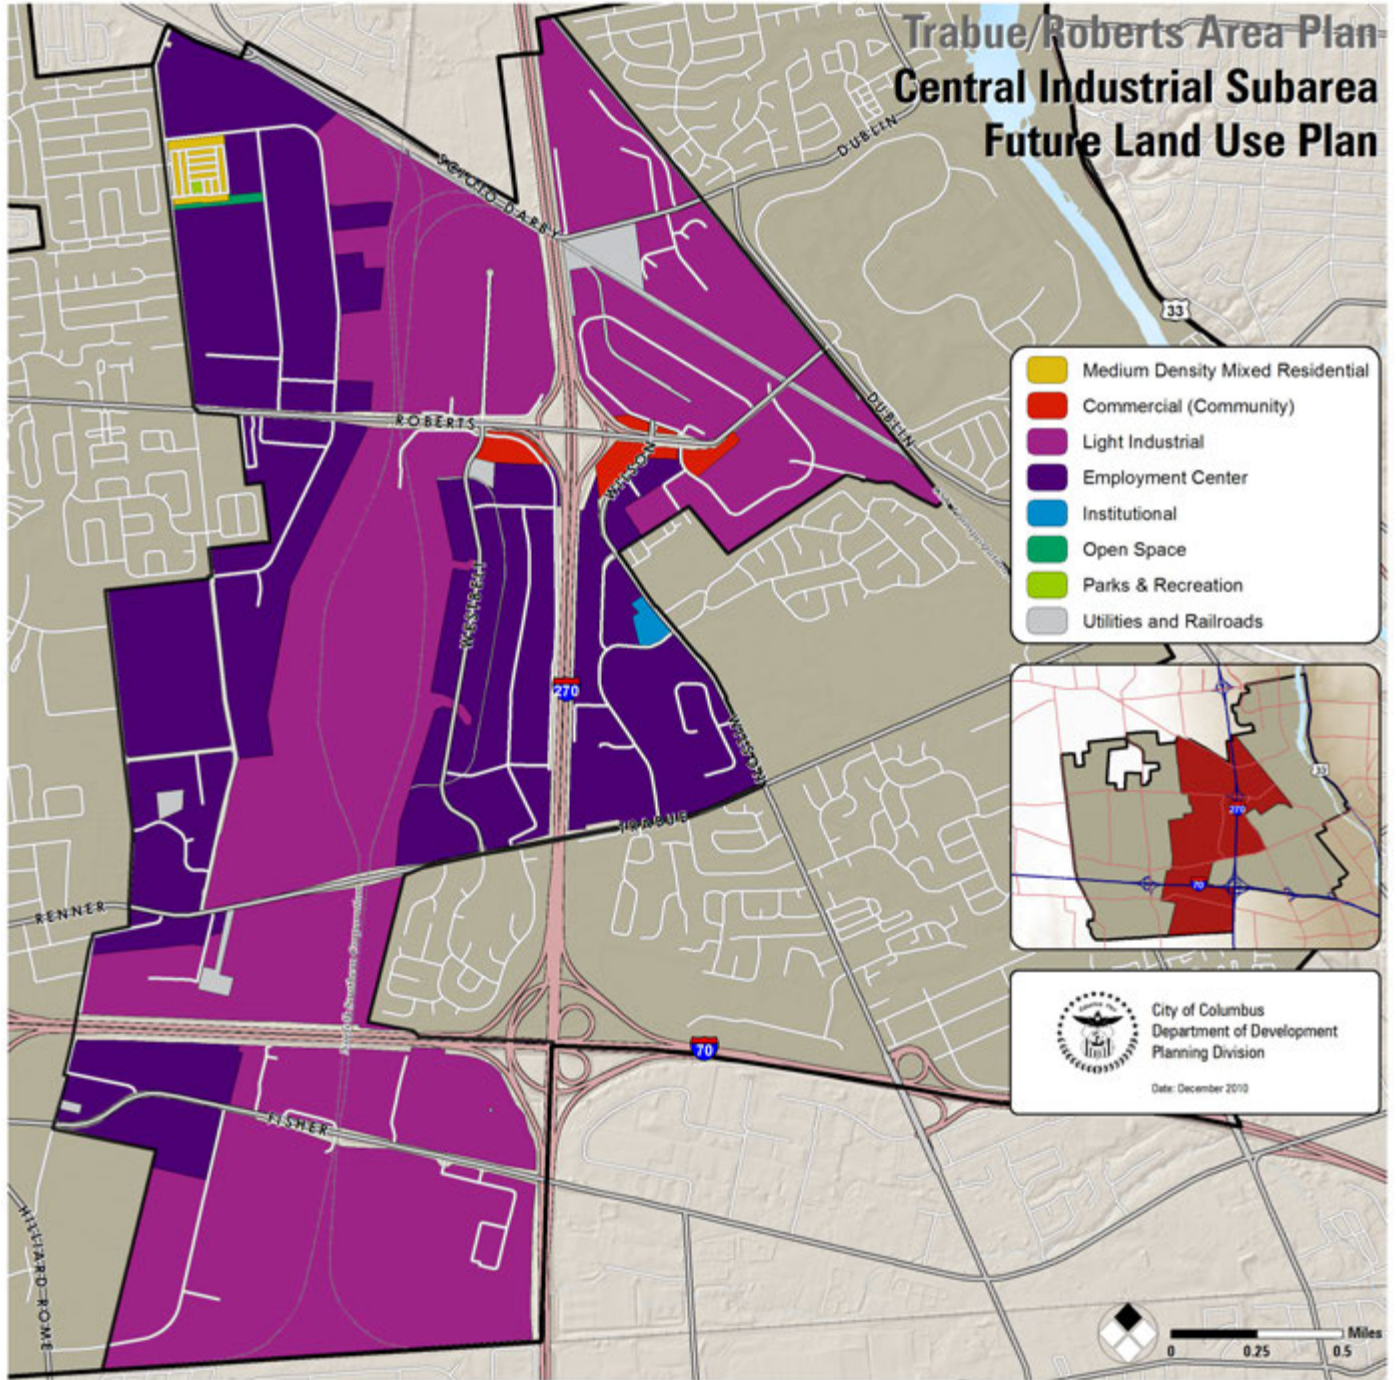 Trabue/Roberts Area Plan
Central Industrial Subarea
Future Land Use Plan
DUBLIN
SCIOTO-DARBY
33
Medium Density Mixed Residential
Commercial (Community)
Light Industrial
Employment Center
Institutional
Open Space
Parks & Recreation
Utilities and Railroads
DUBLIN
ROBERTS
WILSON
WESTBELT
270
WILSON
TRABUE
RENNER
33
270
70
City of Columbus
Department of Development
Planning Division
Date: December 2010
70
FISHER
HILLIARD-ROME
Miles
0 0.25 0.5